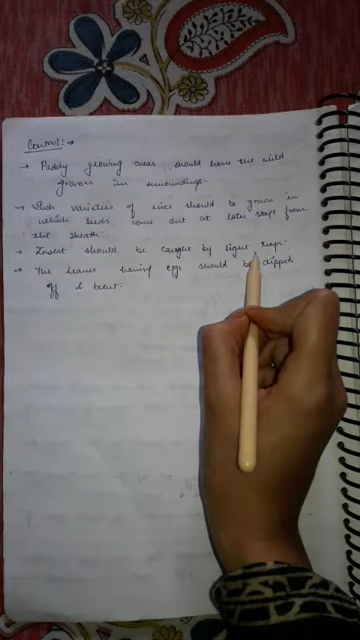 Control:→
→ Paddy growing areas should have the wild
grasses in surroundings.
→ Such varieties of rice should be grown in
which seeds come out at later stage from
the sheath.
→ Insect should be caught by light traps.
→ The leaves having eggs should be clipped
off & burnt.